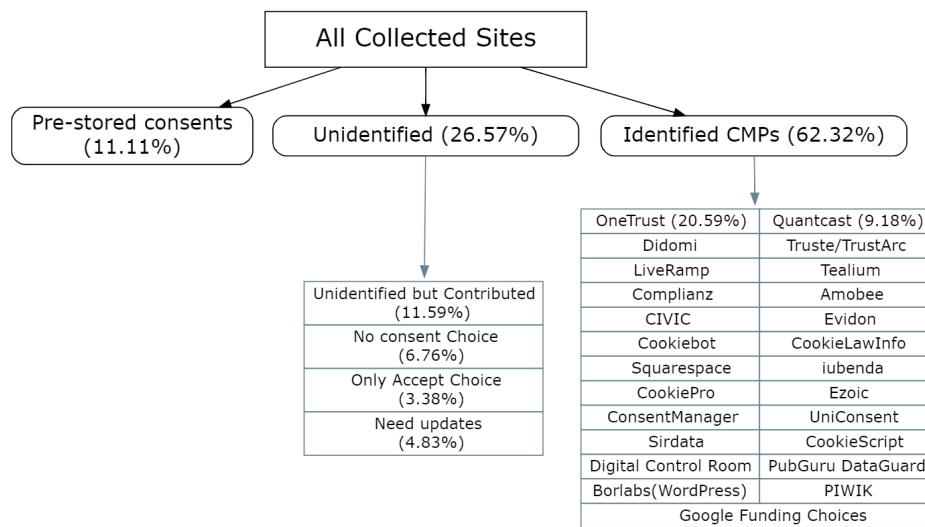 All Collected Sites
Pre-stored consents
(11.11%)
Unidentified (26.57%)
Identified CMPs (62.32%)
Unidentified but Contributed
(11.59%)
No consent Choice
(6.76%)
Only Accept Choice
(3.38%)
Need updates
(4.83%)
OneTrust (20.59%) Quantcast (9.18%)
Didomi Truste/TrustArc
LiveRamp Tealium
Complianz Amobee
CIVIC Evidon
Cookiebot CookieLawInfo
Squarespace iubenda
CookiePro Ezoic
ConsentManager UniConsent
Sirdata CookieScript
Digital Control Room PubGuru DataGuard
Borlabs(WordPress) PIWIK
Google Funding Choices